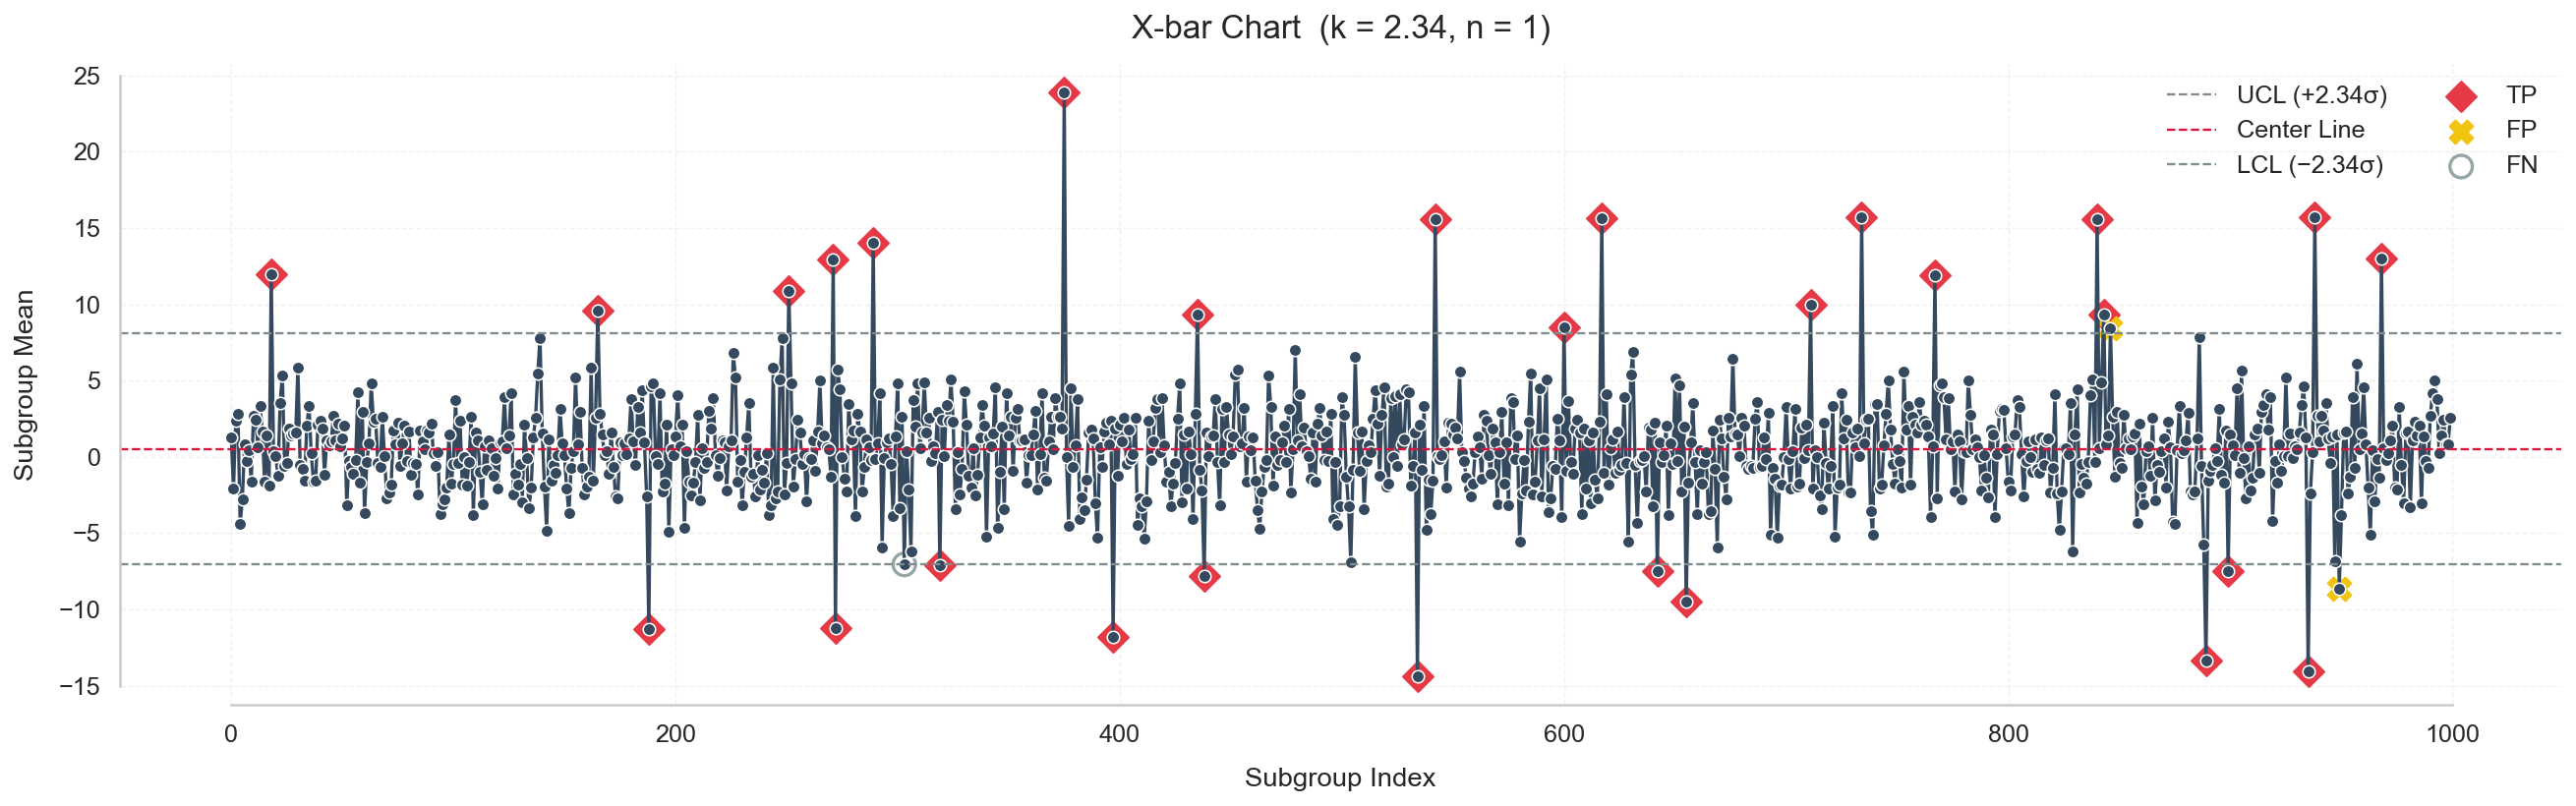 X-bar Chart (k = 2.34, n = 1)
UCL (+2.34σ)
Center Line
LCL (−2.34σ)
TP
FP
FN
Subgroup Mean
25
20
15
10
5
0
−5
−10
−15
0
200
400
600
800
1000
Subgroup Index